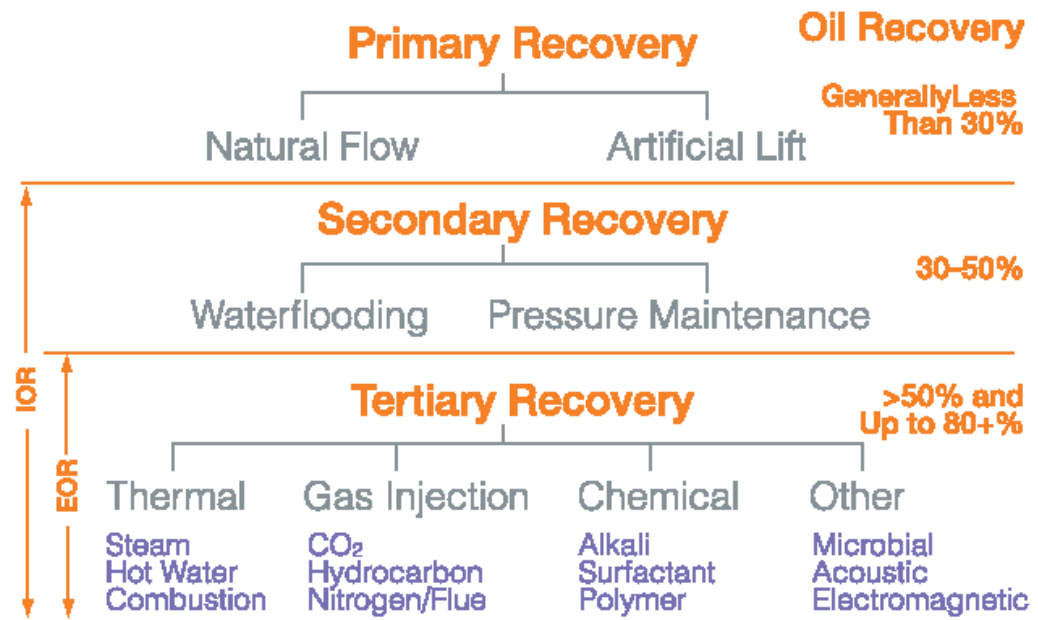 Primary Recovery
Oil Recovery
GenerallyLess
Than 30%
Natural Flow
Artificial Lift
Secondary Recovery
30–50%
Waterflooding
Pressure Maintenance
IOR
EOR
Tertiary Recovery
>50% and
Up to 80+%
Thermal
Gas Injection
Chemical
Other
Steam
Hot Water
Combustion
CO₂
Hydrocarbon
Nitrogen/Flue
Alkali
Surfactant
Polymer
Microbial
Acoustic
Electromagnetic